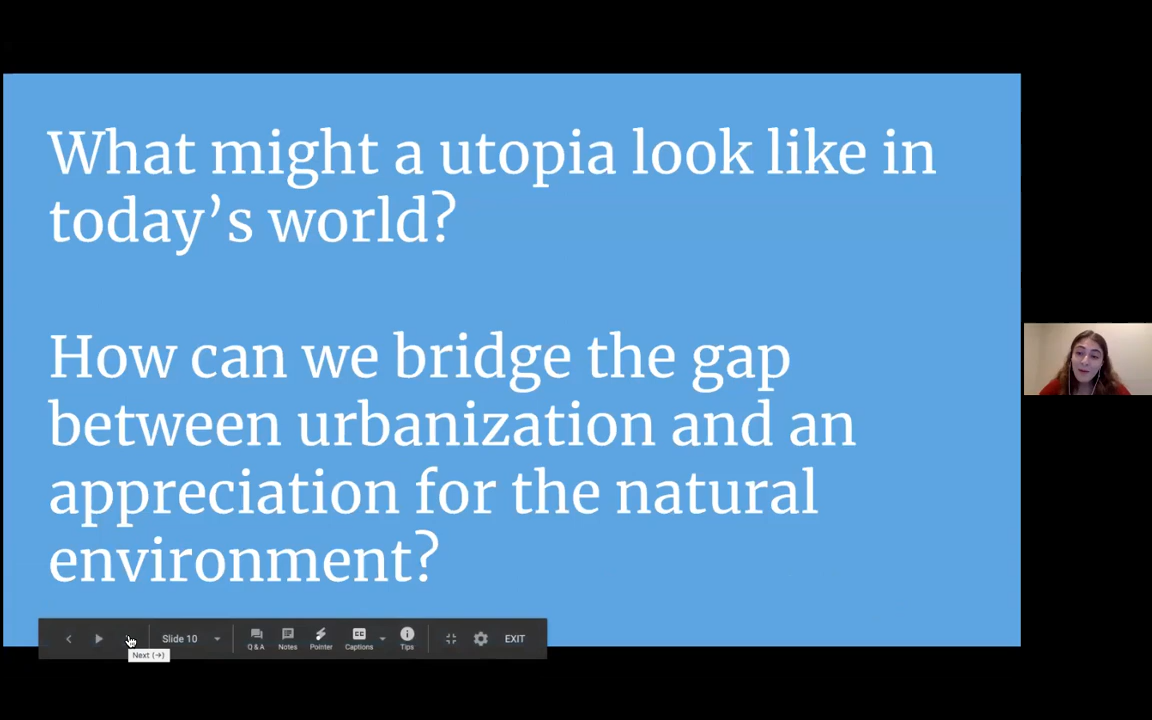 What might a utopia look like in
today’s world?
How can we bridge the gap
between urbanization and an
appreciation for the natural
environment?
Slide 10
Q & A Notes Pointer Captions Tips EXIT
CC
Next (→)